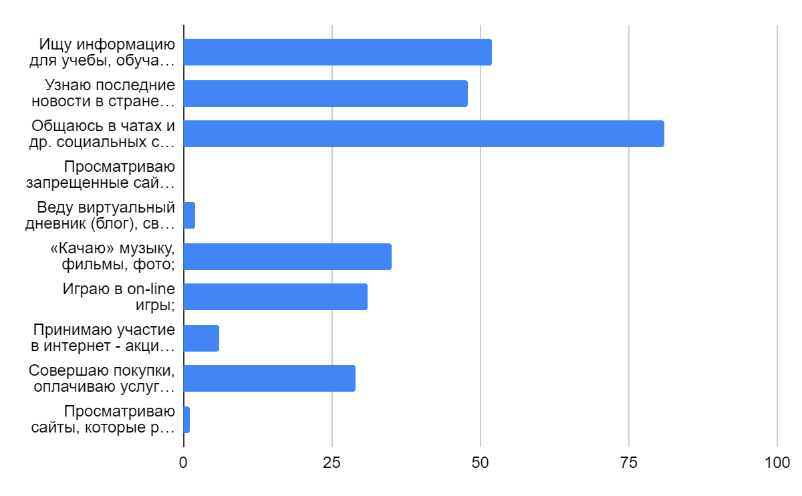 Ищу информацию
для учебы, обуча…
Узнаю последние
новости в стране…
Общаюсь в чатах и
др. социальных с…
Просматриваю
запрещенные сай…
Веду виртуальный
дневник (блог), св…
«Качаю» музыку,
фильмы, фото;
Играю в on-line
игры;
Принимаю участие
в интернет - акци…
Совершаю покупки,
оплачиваю услуг…
Просматриваю
сайты, которые р…
0 25 50 75 100